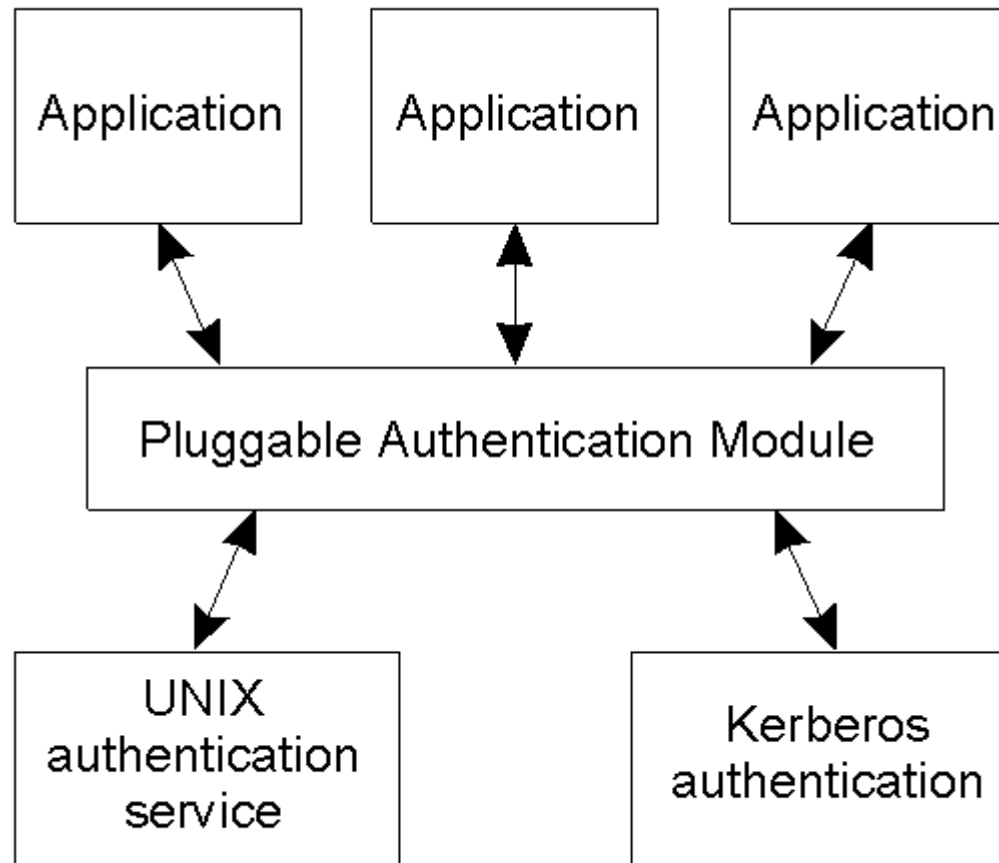 Application
Application
Application
Pluggable Authentication Module
UNIX
authentication
service
Kerberos
authentication